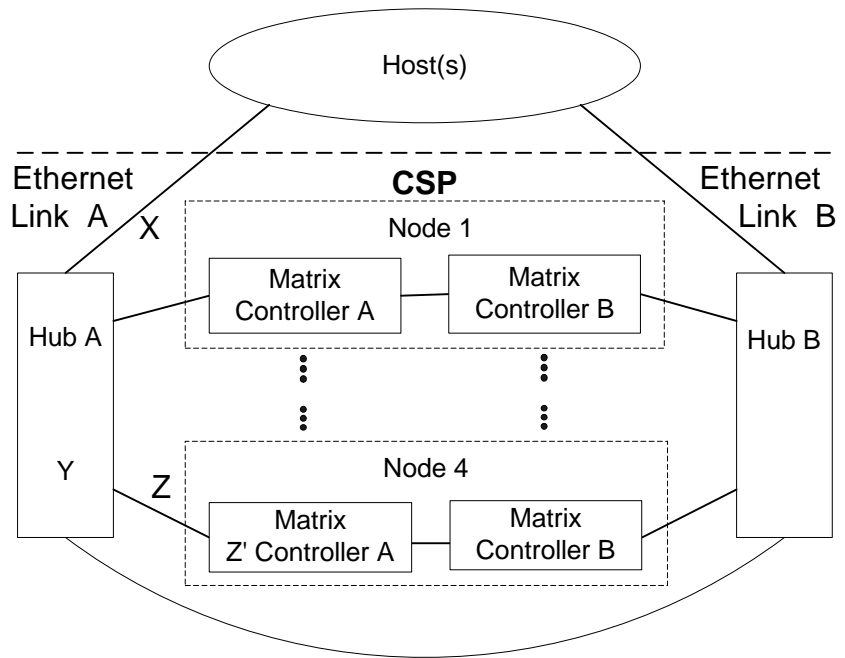 Host(s)
Ethernet
Link A
X
CSP
Ethernet
Link B
Node 1
Matrix
Controller A
Matrix
Controller B
Hub A
Hub B
Node 4
Y
Z
Matrix
Z' Controller A
Matrix
Controller B